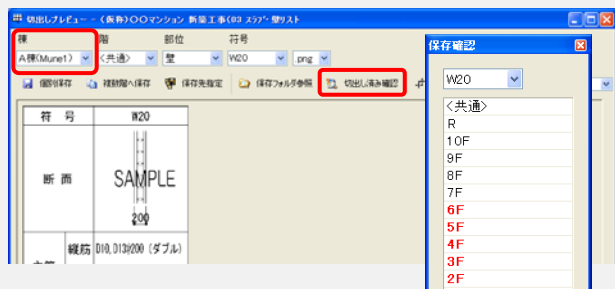 切出しプレビュー - (仮称)〇〇マンション 新築工事(03 スラブ・壁リスト
棟 階 部位 符号
A棟(Mune1) <共通> 壁 W20 .png
個別保存 複数階へ保存 保存先指定 保存フォルダ参照 切出し済み確認
符 号 W20
断 面 SAMPLE
200
縦筋 D10,D13@200 (ダブル)
保存確認
W20
<共通>
R
10F
9F
8F
7F
6F
5F
4F
3F
2F